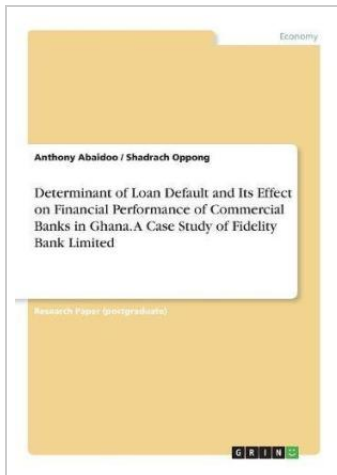 Economy
Anthony Abaidoo / Shadrach Oppong
Determinant of Loan Default and Its Effect
on Financial Performance of Commercial
Banks in Ghana. A Case Study of Fidelity
Bank Limited
Research Paper (postgraduate)
GRIN